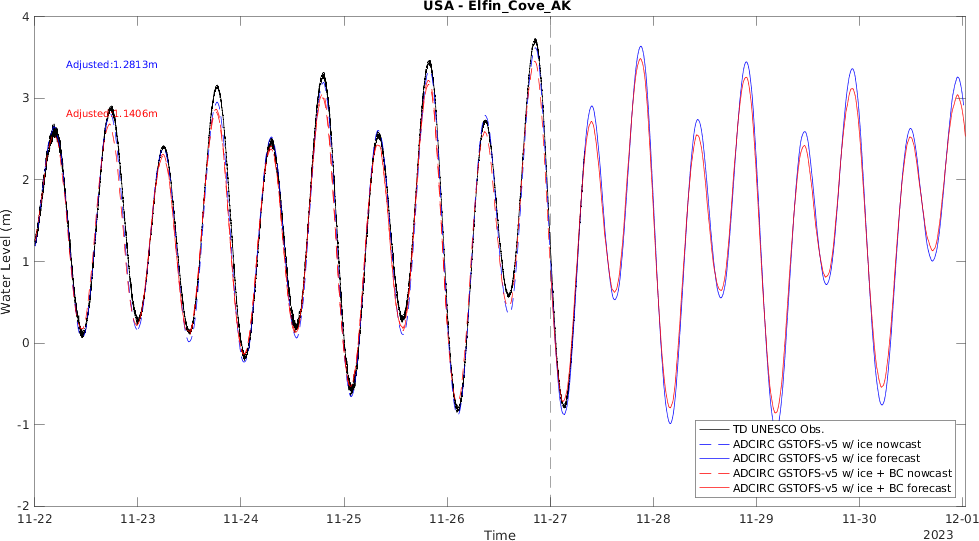 USA - Elfin_Cove_AK
Adjusted:1.2813m
Adjusted:1.1406m
Water Level (m)
4
3
2
1
0
-1
-2
TD UNESCO Obs.
ADCIRC GSTOFS-v5 w/ ice nowcast
ADCIRC GSTOFS-v5 w/ ice forecast
ADCIRC GSTOFS-v5 w/ ice + BC nowcast
ADCIRC GSTOFS-v5 w/ ice + BC forecast
11-22 11-23 11-24 11-25 11-26 11-27 11-28 11-29 11-30 12-01
Time
2023